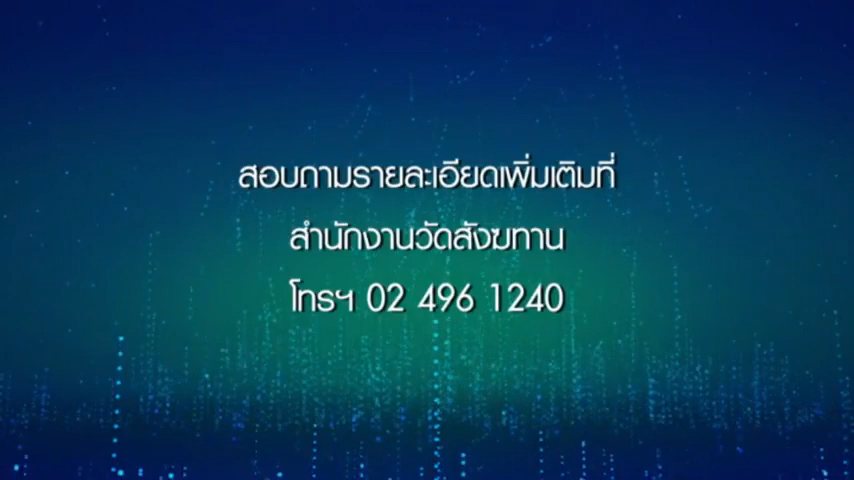 สอบถามรายละเอียดเพิ่มเติมที่
สำนักงานวัดสังฆทาน
โทรฯ 02 496 1240